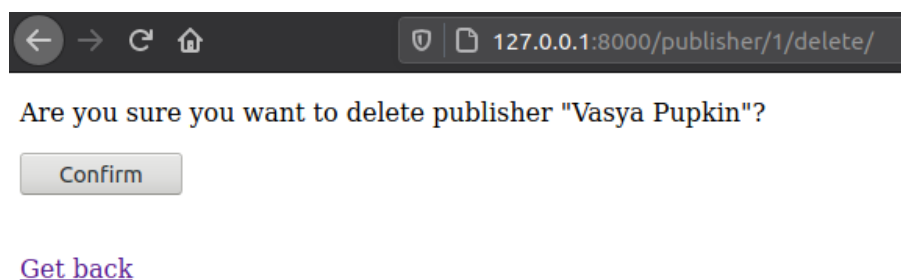 127.0.0.1:8000/publisher/1/delete/
Are you sure you want to delete publisher "Vasya Pupkin"?
Confirm
Get back